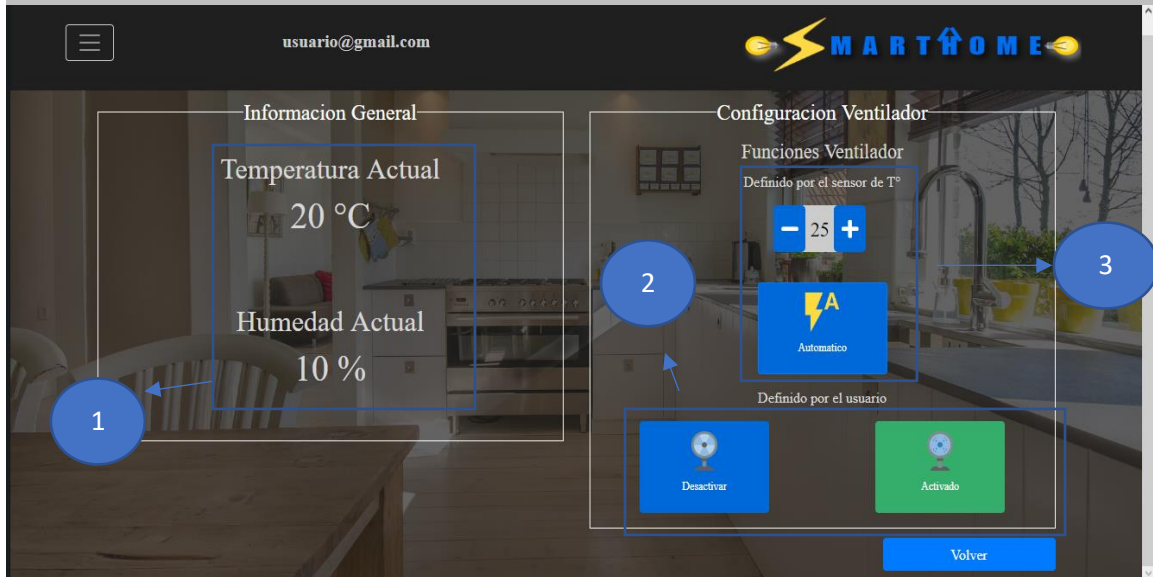 usuario@gmail.com
SMARTHOME
Informacion General
Temperatura Actual
20 °C
Humedad Actual
10 %
1
Configuracion Ventilador
Funciones Ventilador
Definido por el sensor de T°
25
A
Automatico
2
3
Definido por el usuario
Desactivar
Activado
Volver